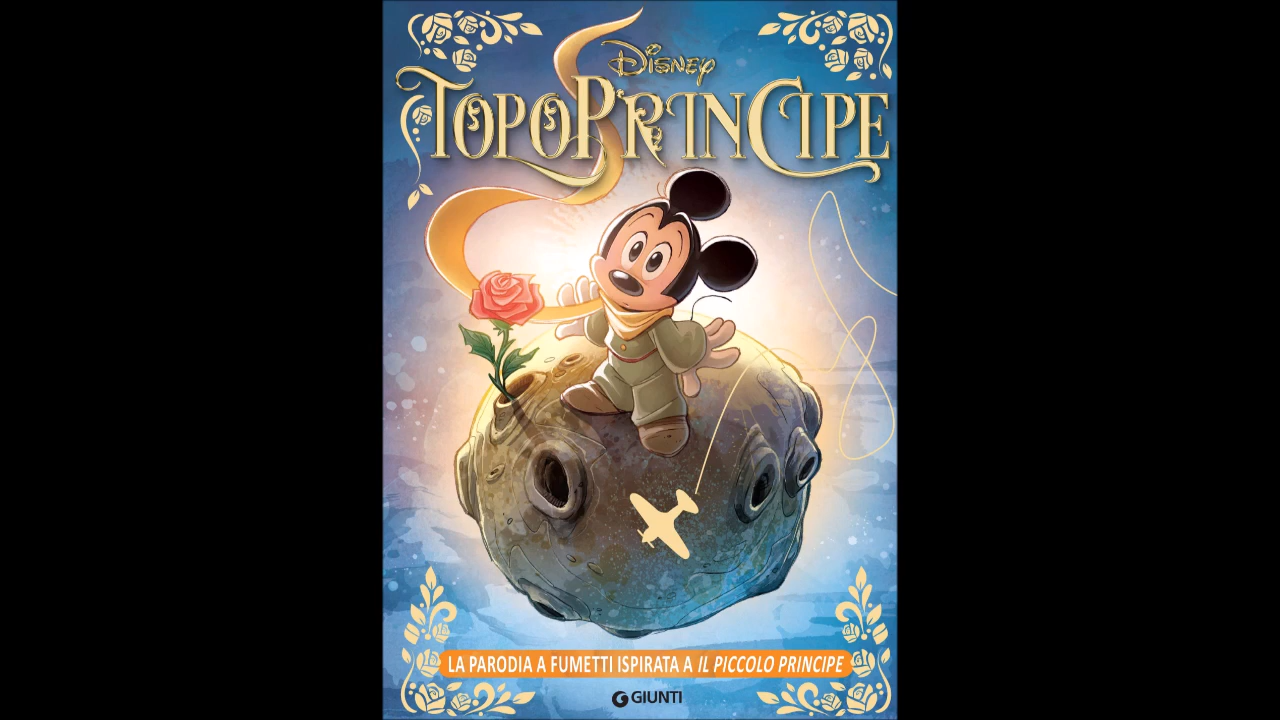 Disney
TOPOPRINCIPE
LA PARODIA A FUMETTI ISPIRATA A IL PICCOLO PRINCIPE
GIUNTI